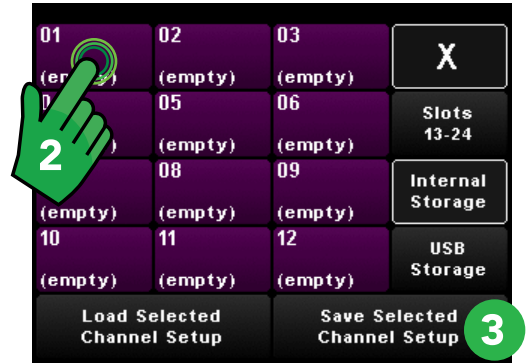 01 02 03 X
(empty) (empty)
05 06 Slots
13-24
2 (empty) (empty)
08 09 Internal
Storage
(empty) (empty) (empty)
10 11 12 USB
Storage
(empty) (empty) (empty)
Load Selected Save Selected
Channel Setup Channel Setup 3